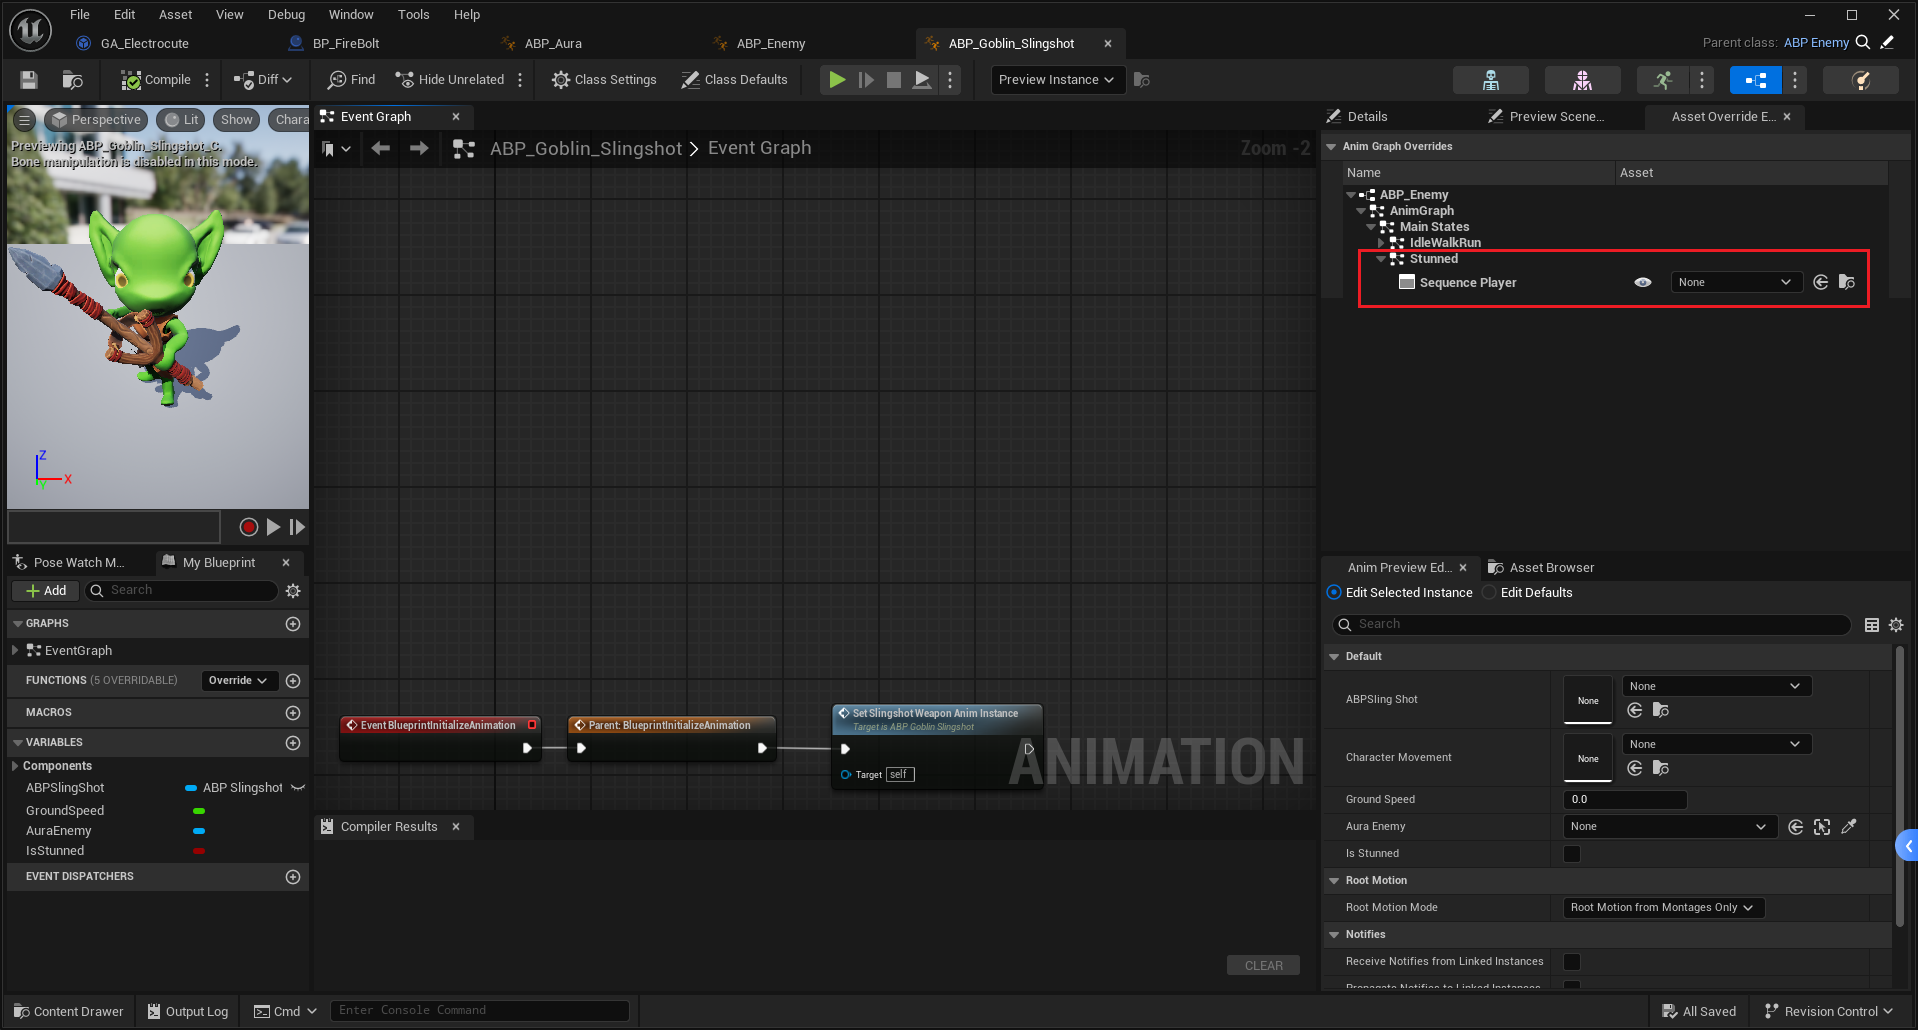 File Edit Asset View Debug Window Tools Help
GA_Electrocute BP_FireBolt ABP_Aura ABP_Enemy ABP_Goblin_Slingshot
Parent class: ABP Enemy
Compile Diff Find Hide Unrelated Class Settings Class Defaults Preview Instance
Perspective Lit Show Chara
Previewing ABP_Goblin_Slingshot_C.
Bone manipulation is disabled in this mode.
Z
X
Y
Event Graph
ABP_Goblin_Slingshot > Event Graph
Zoom -2
Event BlueprintInitializeAnimation
Parent: BlueprintInitializeAnimation
Set Slingshot Weapon Anim Instance
Target is ABP Goblin Slingshot
Target self
ANIMATION
Compiler Results
CLEAR
Pose Watch M... My Blueprint
Add Search
GRAPHS
EventGraph
FUNCTIONS (5 OVERRIDABLE) Override
MACROS
VARIABLES
Components
ABPSlingShot ABP Slingshot
GroundSpeed
AuraEnemy
IsStunned
EVENT DISPATCHERS
Details Preview Scene... Asset Override E...
Anim Graph Overrides
Name Asset
ABP_Enemy
AnimGraph
Main States
IdleWalkRun
Stunned
Sequence Player None
Anim Preview Ed... Asset Browser
Edit Selected Instance Edit Defaults
Search
Default
ABPSling Shot None None
Character Movement None None
Ground Speed 0.0
Aura Enemy None
Is Stunned
Root Motion
Root Motion Mode Root Motion from Montages Only
Notifies
Receive Notifies from Linked Instances
Propagate Notifies to Linked Instances
Content Drawer Output Log Cmd Enter Console Command All Saved Revision Control